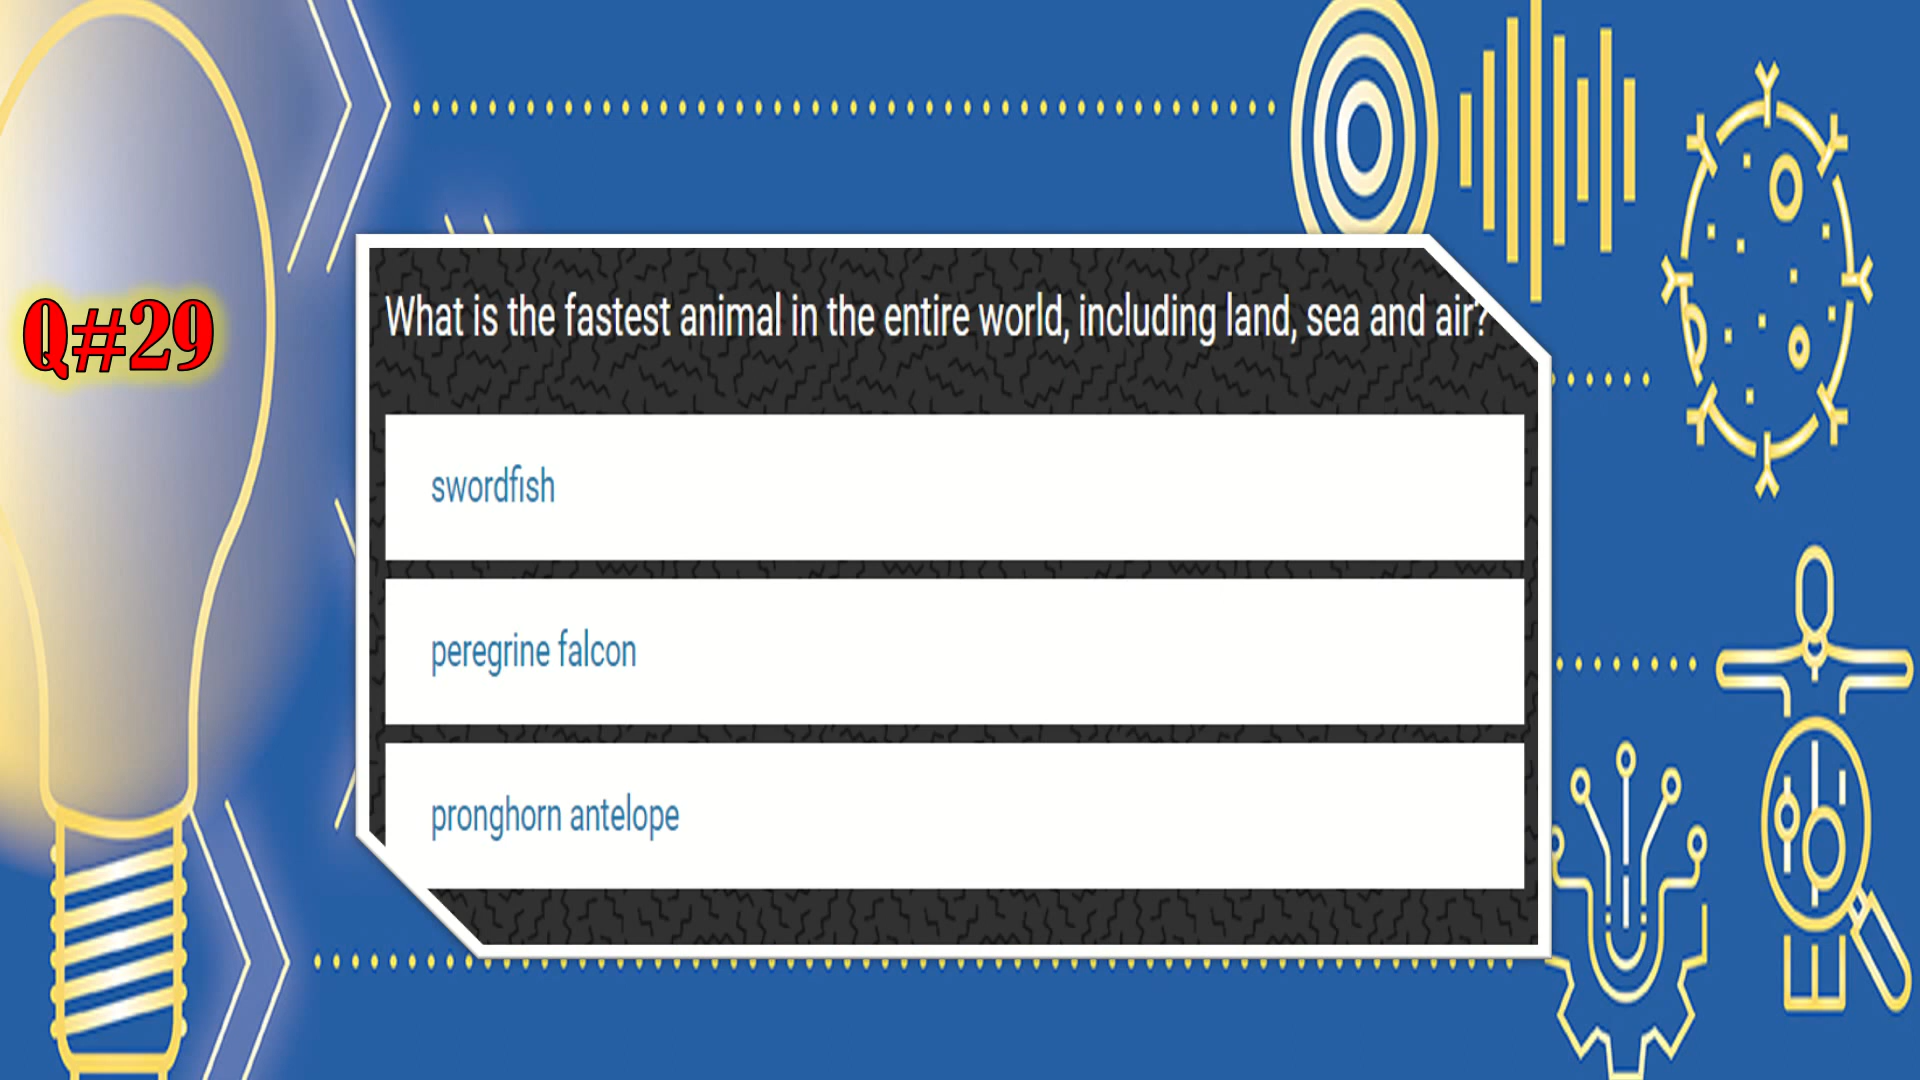 Q#29
What is the fastest animal in the entire world, including land, sea and air?
swordfish
peregrine falcon
pronghorn antelope